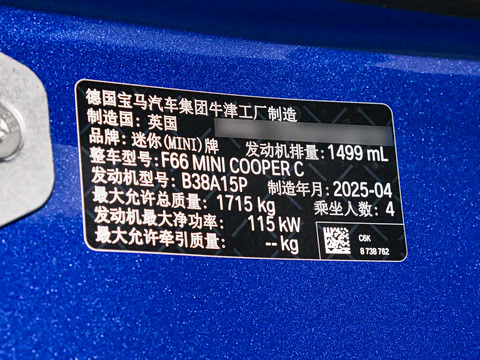 德国宝马汽车集团牛津工厂制造
制造国: 英国
品牌: 迷你(MINI)牌 发动机排量: 1499 mL
整车型号: F66 MINI COOPER C
发动机型号: B38A15P 制造年月: 2025-04
最大允许总质量: 1715 kg 乘坐人数: 4
发动机最大净功率: 115 kW
最大允许牵引质量: -- kg
C6K
8 738 762